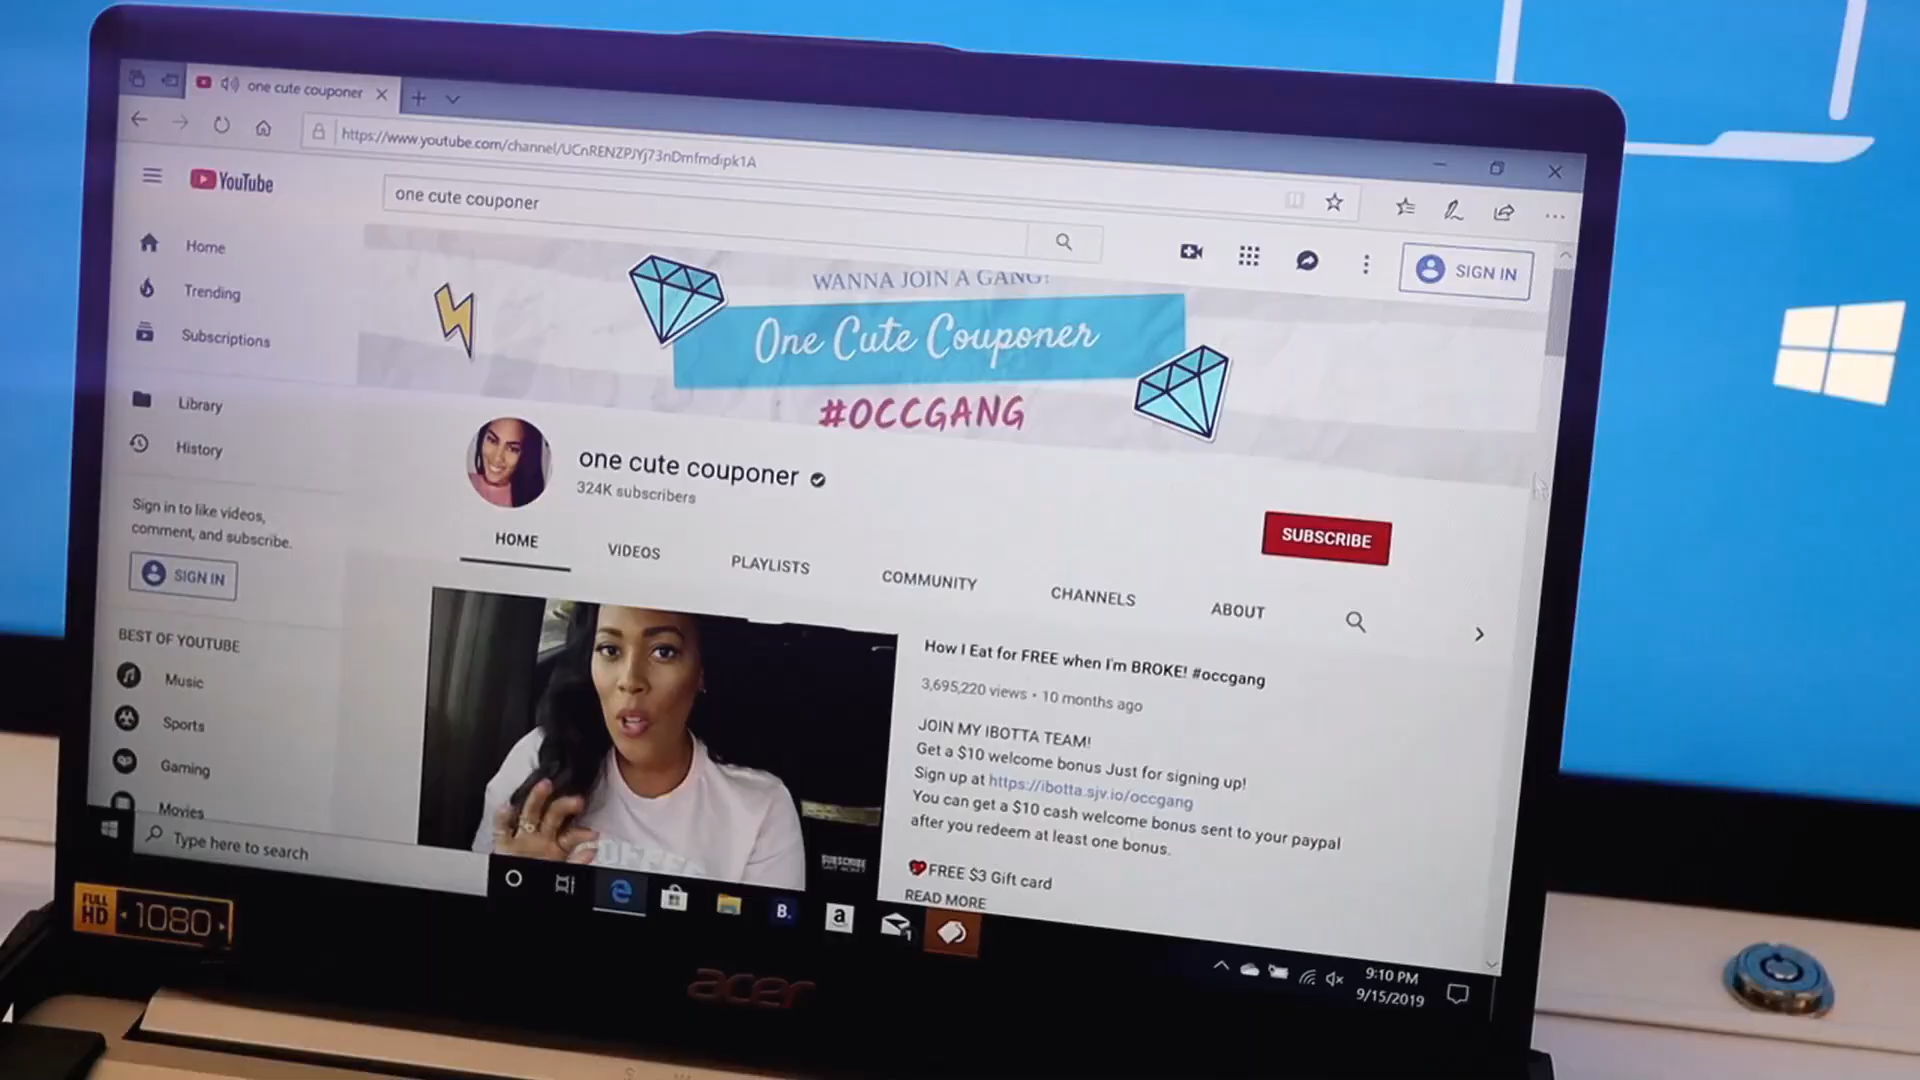 one cute couponer
https://www.youtube.com/channel/UCnRENZPJYj73nDmfmdipk1A
YouTube
one cute couponer
SIGN IN
Home
Trending
Subscriptions
Library
History
Sign in to like videos,
comment, and subscribe.
SIGN IN
BEST OF YOUTUBE
Music
Sports
Gaming
Movies
WANNA JOIN A GANG?
One Cute Couponer
#OCCGANG
one cute couponer
324K subscribers
SUBSCRIBE
HOME VIDEOS PLAYLISTS COMMUNITY CHANNELS ABOUT
How I Eat for FREE when I'm BROKE! #occgang
3,695,220 views • 10 months ago
JOIN MY IBOTTA TEAM!
Get a $10 welcome bonus Just for signing up!
Sign up at https://ibotta.sjv.io/occgang
You can get a $10 cash welcome bonus sent to your paypal
after you redeem at least one bonus.
FREE $3 Gift card
READ MORE
COFFEE
SUBSCRIBE
Type here to search
B.
a
1
9:10 PM
9/15/2019
FULL
HD
1080
acer